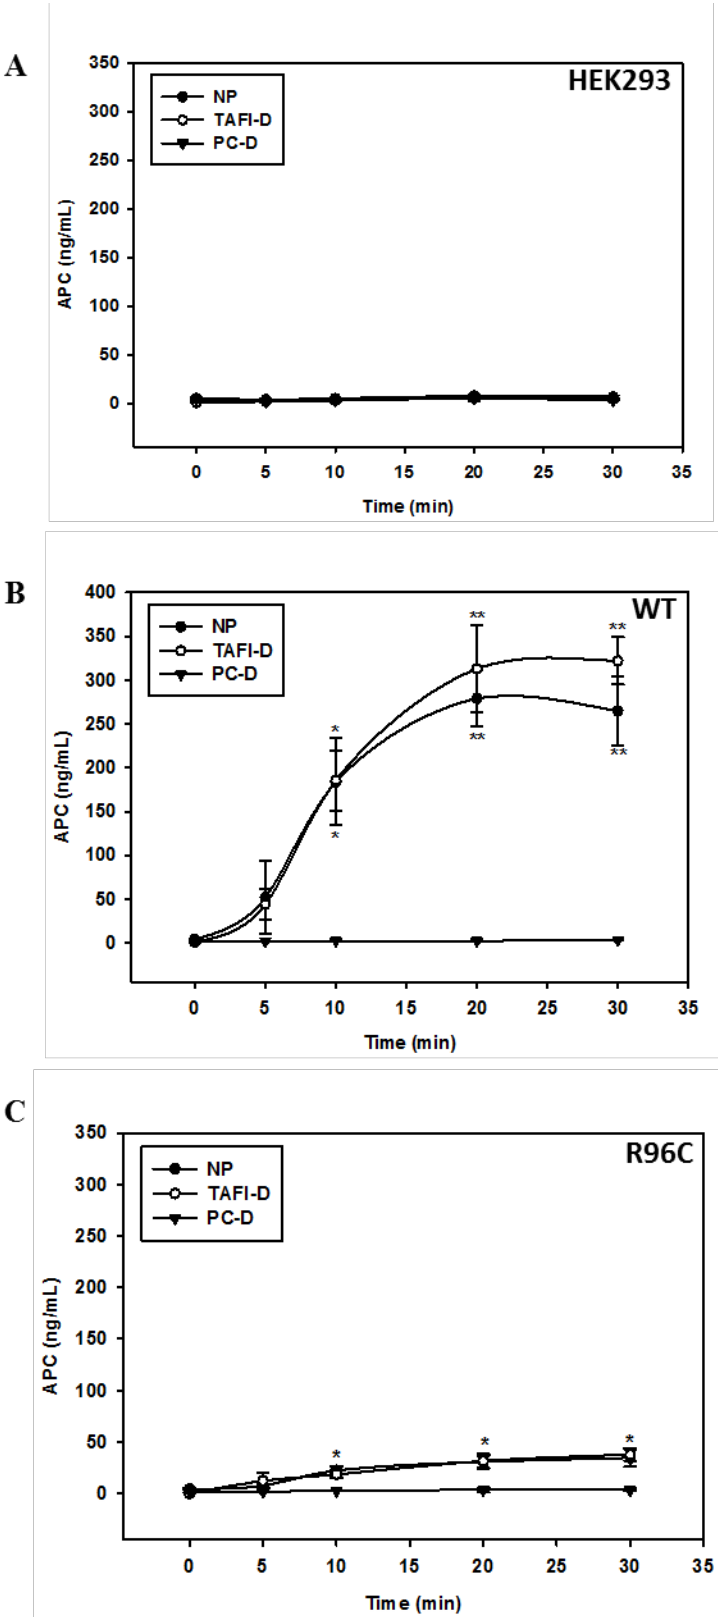 A
HEK293
NP
TAFI-D
PC-D
350
300
250
200
150
100
50
0
APC (ng/mL)
0 5 10 15 20 25 30 35
Time (min)
B
WT
NP
TAFI-D
PC-D
400
350
300
250
200
150
100
50
0
APC (ng/mL)
**
**
*
**
**
*
0 5 10 15 20 25 30 35
Time (min)
C
R96C
NP
TAFI-D
PC-D
350
300
250
200
150
100
50
0
APC (ng/mL)
* * *
0 5 10 15 20 25 30 35
Time (min)